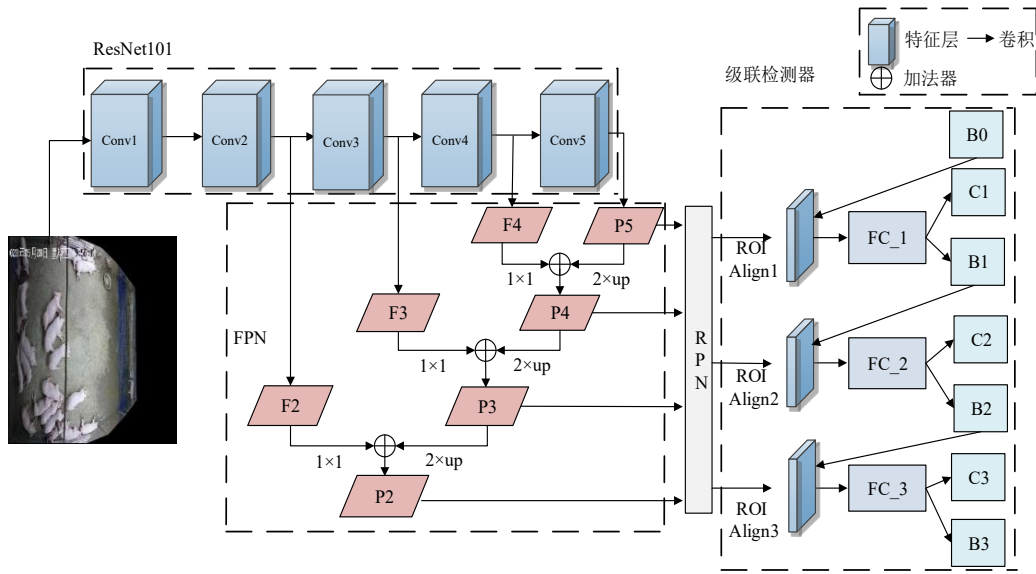 ResNet101
Conv1
Conv2
Conv3
Conv4
Conv5
特征层
卷积
加法器
级联检测器
F4
P5
1×1
2×up
F3
P4
1×1
2×up
FPN
F2
P3
1×1
2×up
P2
RPN
ROI
Align1
FC_1
B0
C1
B1
ROI
Align2
FC_2
C2
B2
ROI
Align3
FC_3
C3
B3